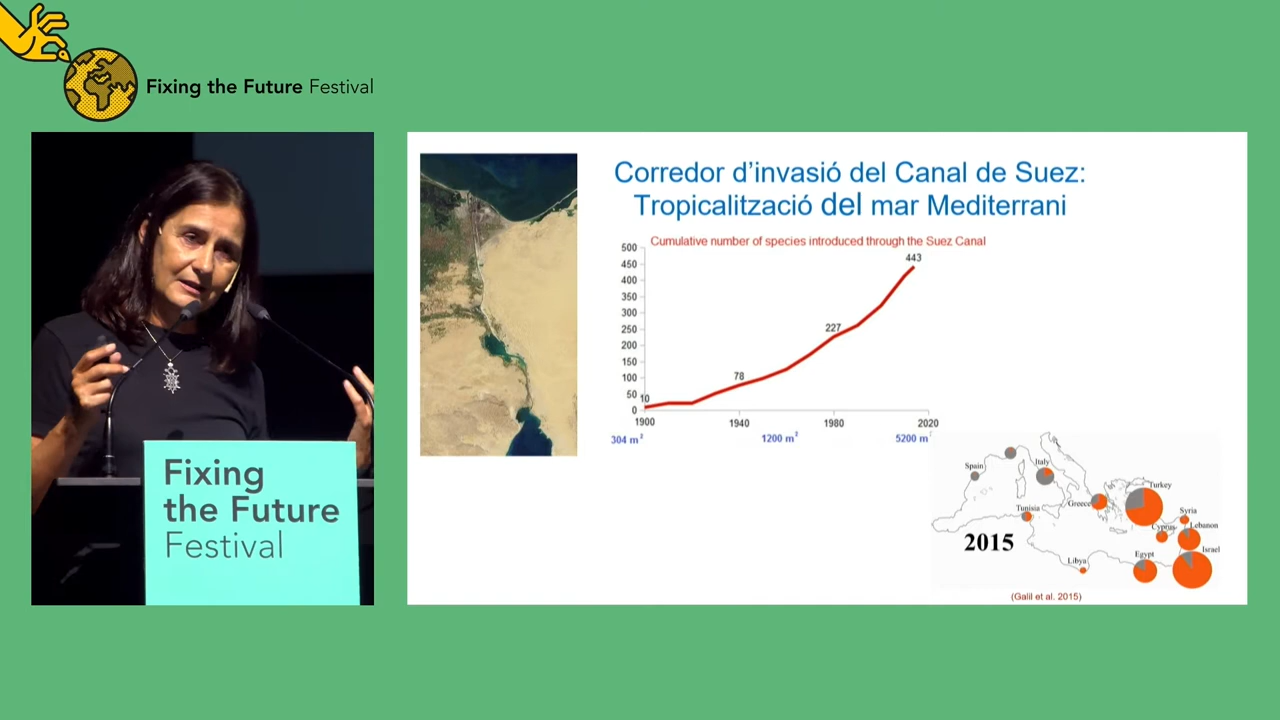 Fixing the Future Festival
Fixing
the Future
Festival
Corredor d'invasió del Canal de Suez:
Tropicalització del mar Mediterrani
Cumulative number of species introduced through the Suez Canal
500
450
400
350
300
250
200
150
100
50
0
10
78
227
443
1900
1940
1980
2020
304 m²
1200 m²
5200 m²
Spain
Italy
Turkey
Greece
Tunisia
Syria
Cyprus
Lebanon
Israel
Egypt
Libya
2015
(Galil et al. 2015)